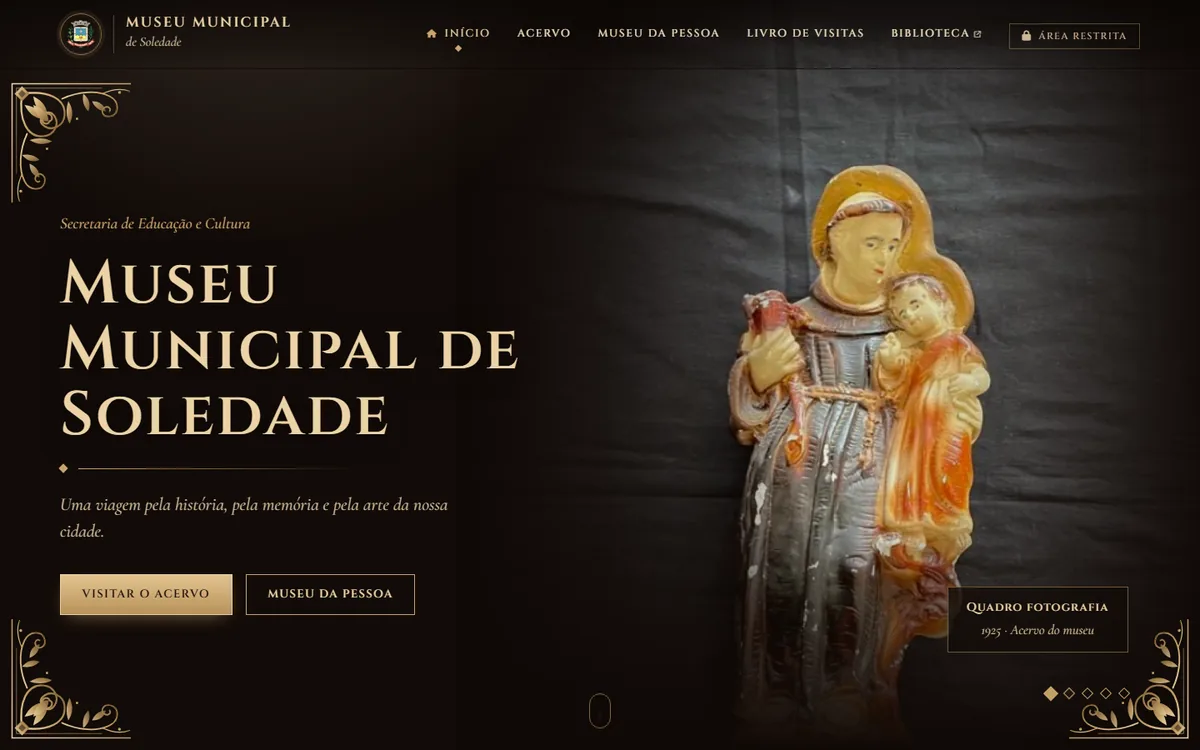 MUSEU MUNICIPAL
de Soledade
INÍCIO
ACERVO
MUSEU DA PESSOA
LIVRO DE VISITAS
BIBLIOTECA
ÁREA RESTRITA
Secretaria de Educação e Cultura
MUSEU
MUNICIPAL DE
SOLEDADE
Uma viagem pela história, pela memória e pela arte da nossa
cidade.
VISITAR O ACERVO
MUSEU DA PESSOA
QUADRO FOTOGRAFIA
1925 · Acervo do museu